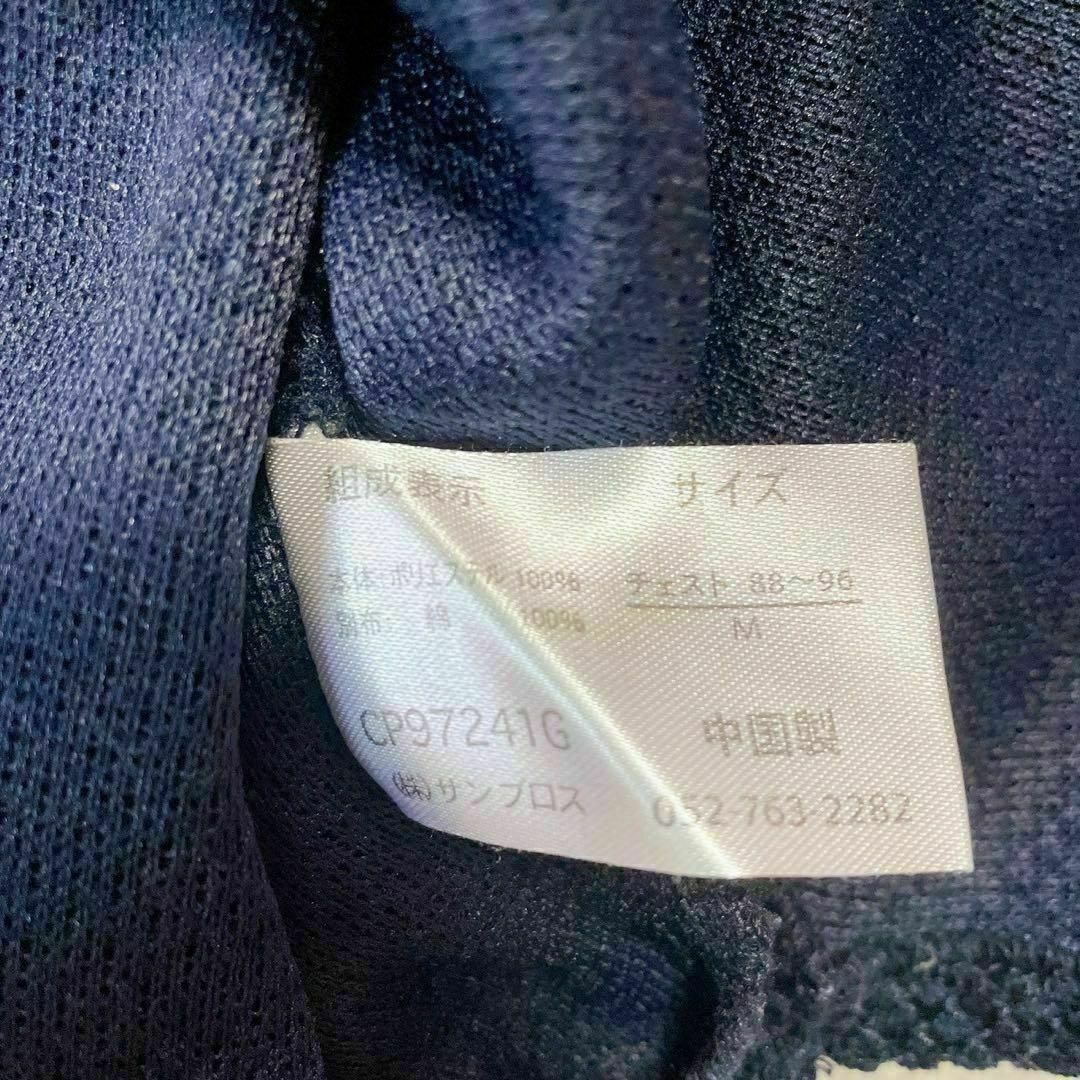 組成表示 サイズ
本体:ポリエステル 100% チェスト 88～96
別布: 綿 100% M
CP97241G 中国製
㈱サンブロス 052-763-2282